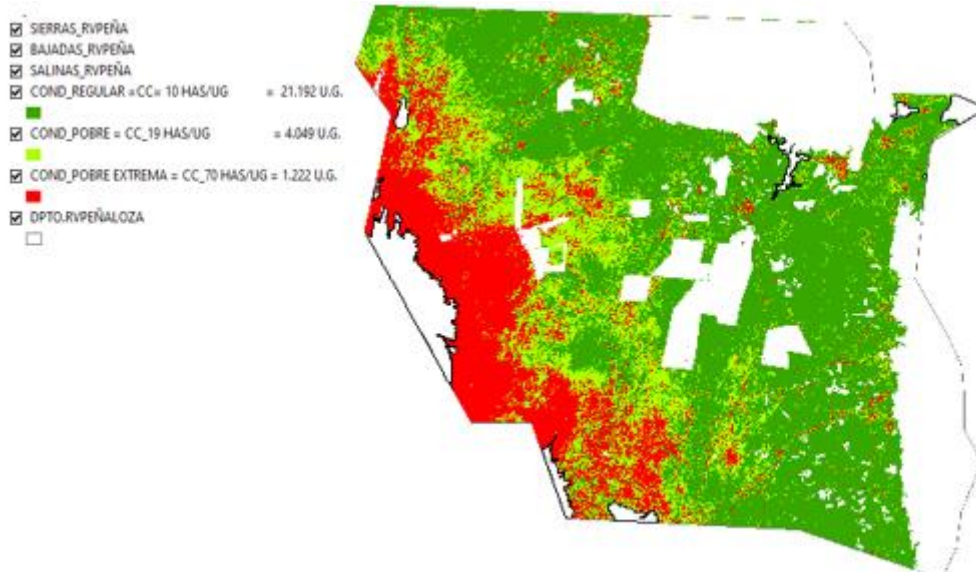 SIERRAS_RVPEÑA
BAJADAS_RVPEÑA
SALINAS_RVPEÑA
COND_REGULAR =CC= 10 HAS/UG = 21.192 U.G.
COND_POBRE = CC_19 HAS/UG = 4.049 U.G.
COND_POBRE EXTREMA = CC_70 HAS/UG = 1.222 U.G.
DPTO.RVPEÑALOZA